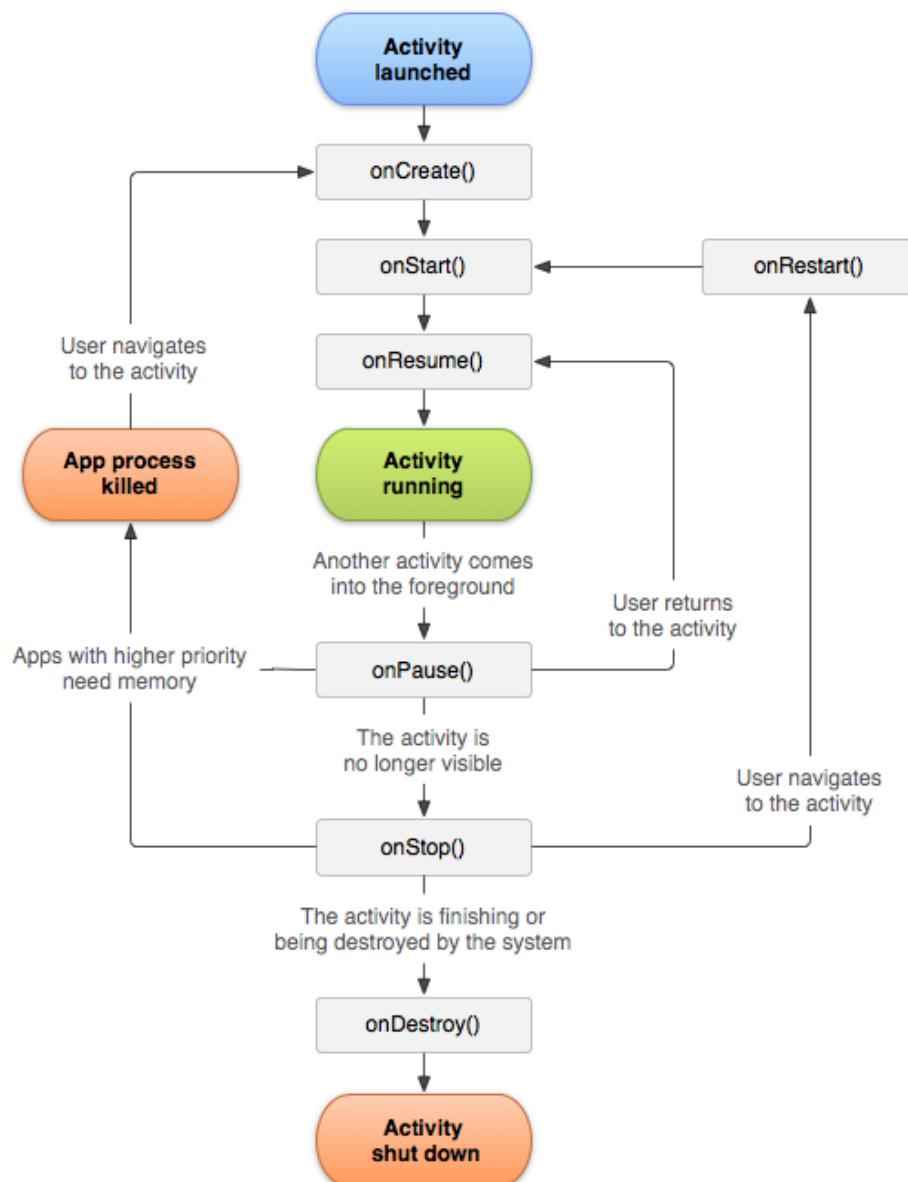 Activity
launched
onCreate()
onStart()
onRestart()
onResume()
User navigates
to the activity
App process
killed
Activity
running
Another activity comes
into the foreground
User returns
to the activity
Apps with higher priority
need memory
onPause()
The activity is
no longer visible
User navigates
to the activity
onStop()
The activity is finishing or
being destroyed by the system
onDestroy()
Activity
shut down